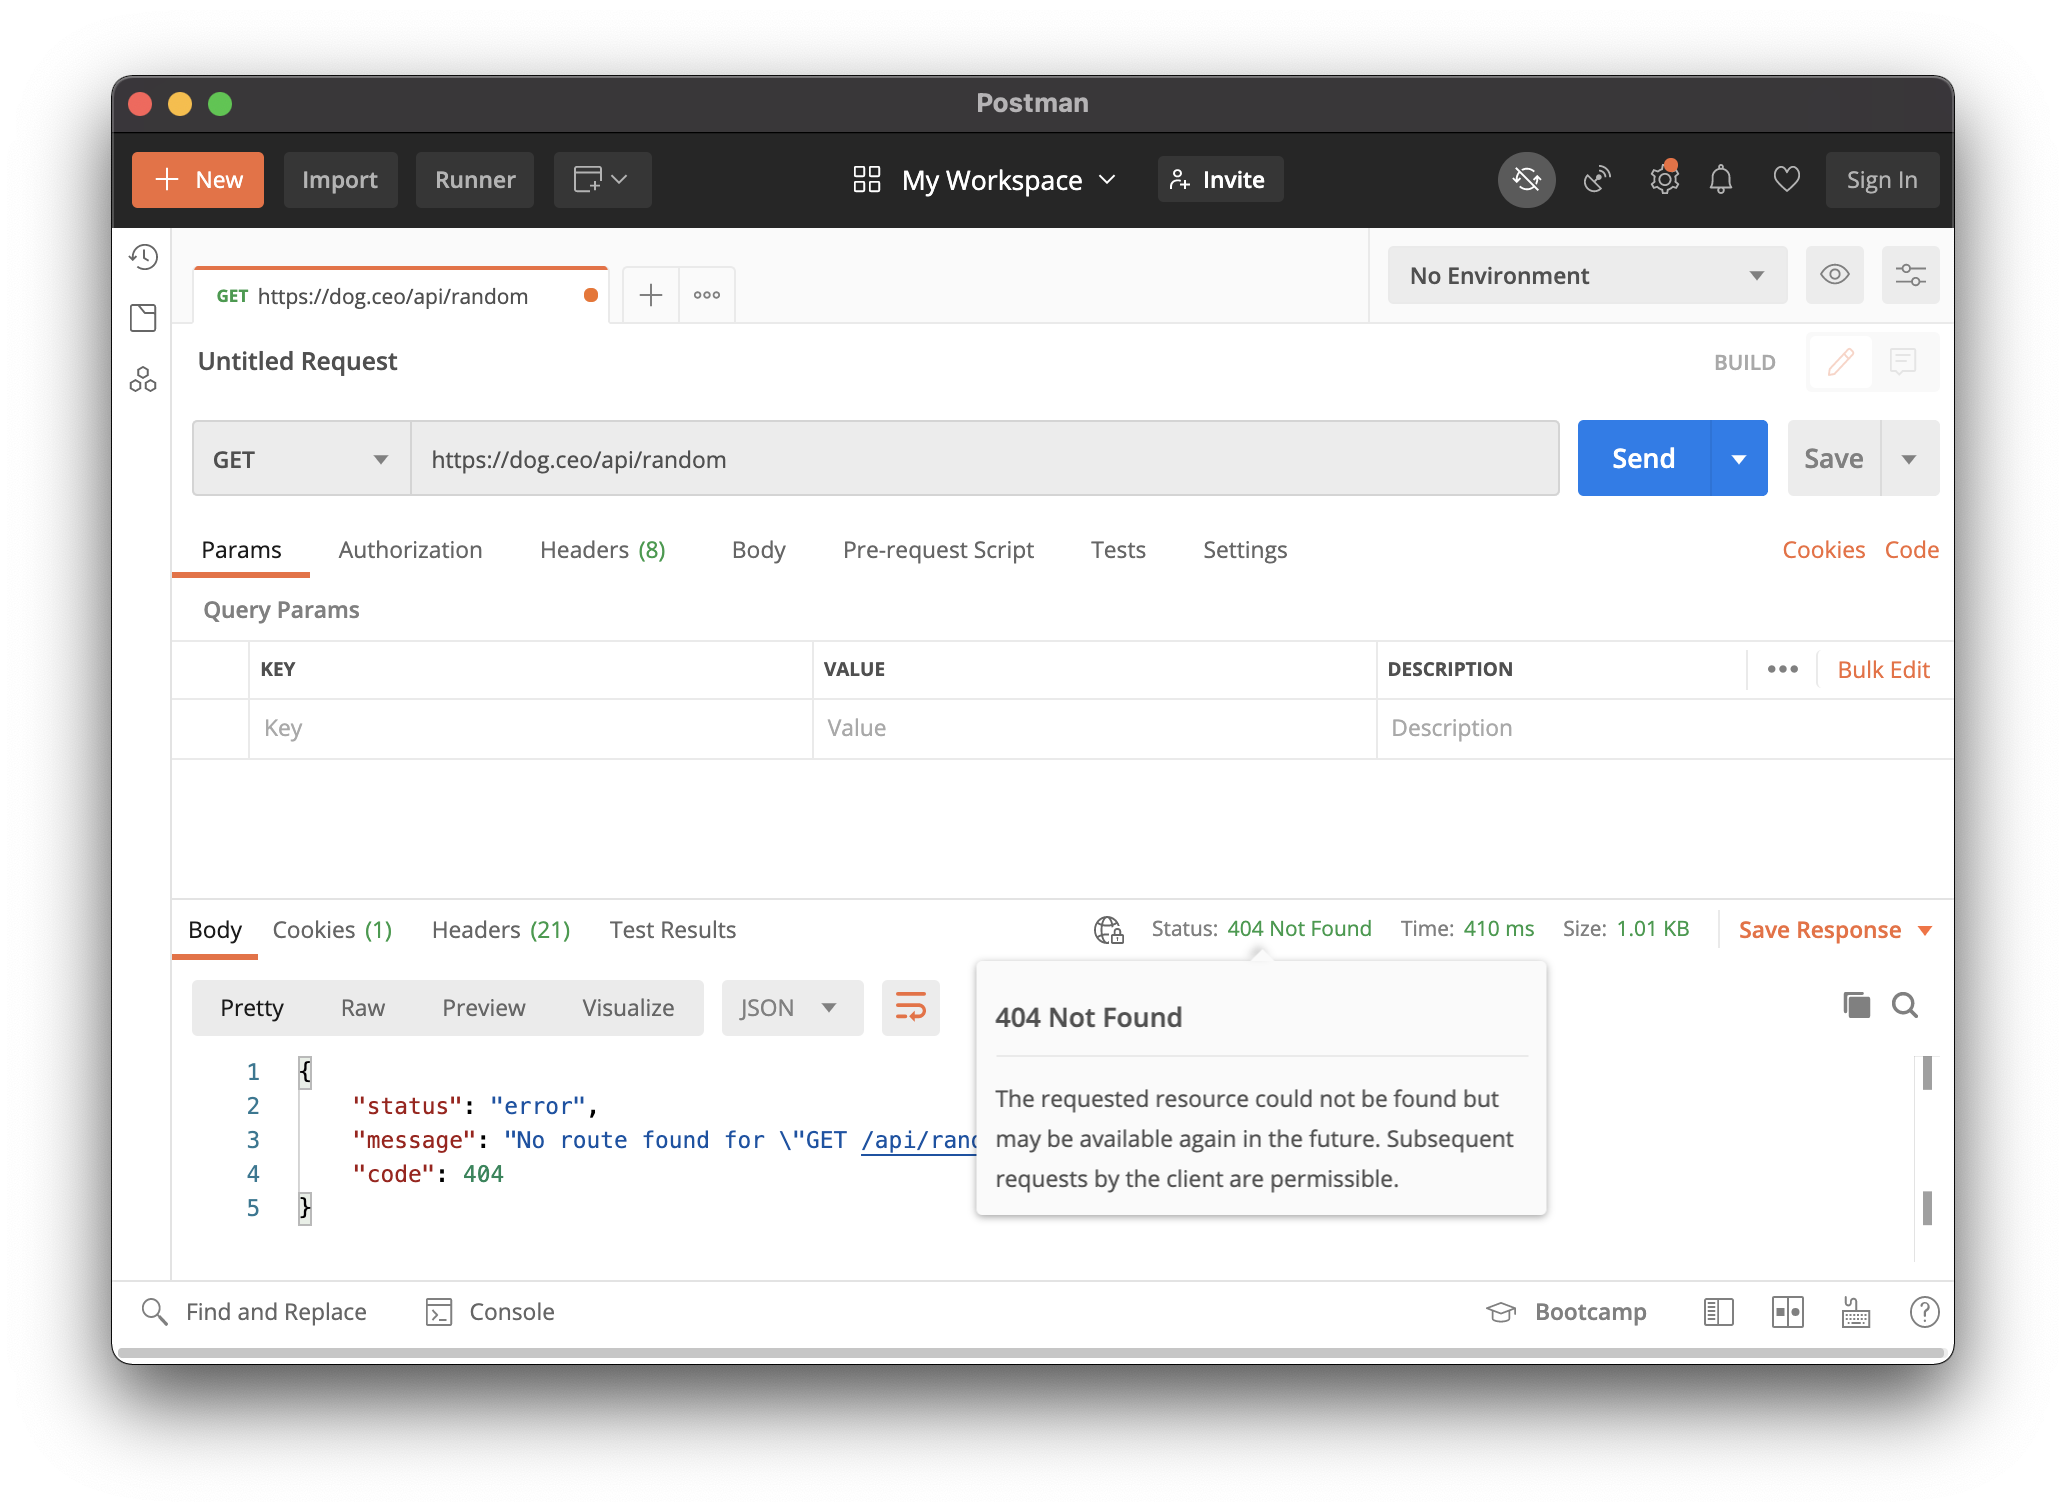 Postman
New Import Runner My Workspace Invite Sign In
GET https://dog.ceo/api/random No Environment
Untitled Request BUILD
GET https://dog.ceo/api/random Send Save
Params Authorization Headers (8) Body Pre-request Script Tests Settings Cookies Code
Query Params
KEY VALUE DESCRIPTION Bulk Edit
Key Value Description
Body Cookies (1) Headers (21) Test Results Status: 404 Not Found Time: 410 ms Size: 1.01 KB Save Response
Pretty Raw Preview Visualize JSON
404 Not Found
The requested resource could not be found but
may be available again in the future. Subsequent
requests by the client are permissible.
1 {
2 "status": "error",
3 "message": "No route found for \"GET /api/ran
4 "code": 404
5 }
Find and Replace Console Bootcamp